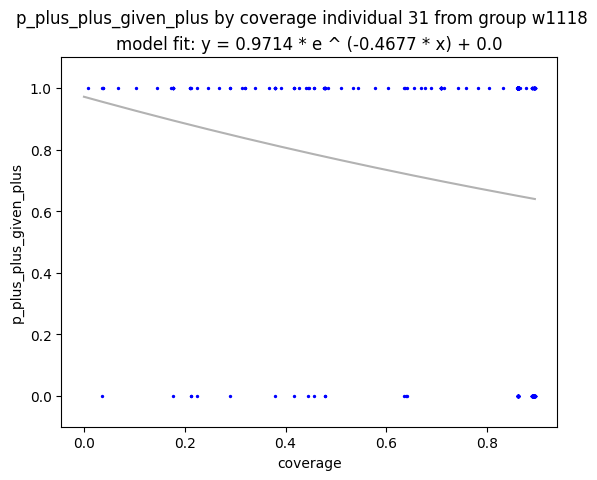 p_plus_plus_given_plus by coverage individual 31 from group w1118
model fit: y = 0.9714 * e ^ (-0.4677 * x) + 0.0
1.0
0.8
0.6
0.4
0.2
0.0
p_plus_plus_given_plus
0.0 0.2 0.4 0.6 0.8
coverage